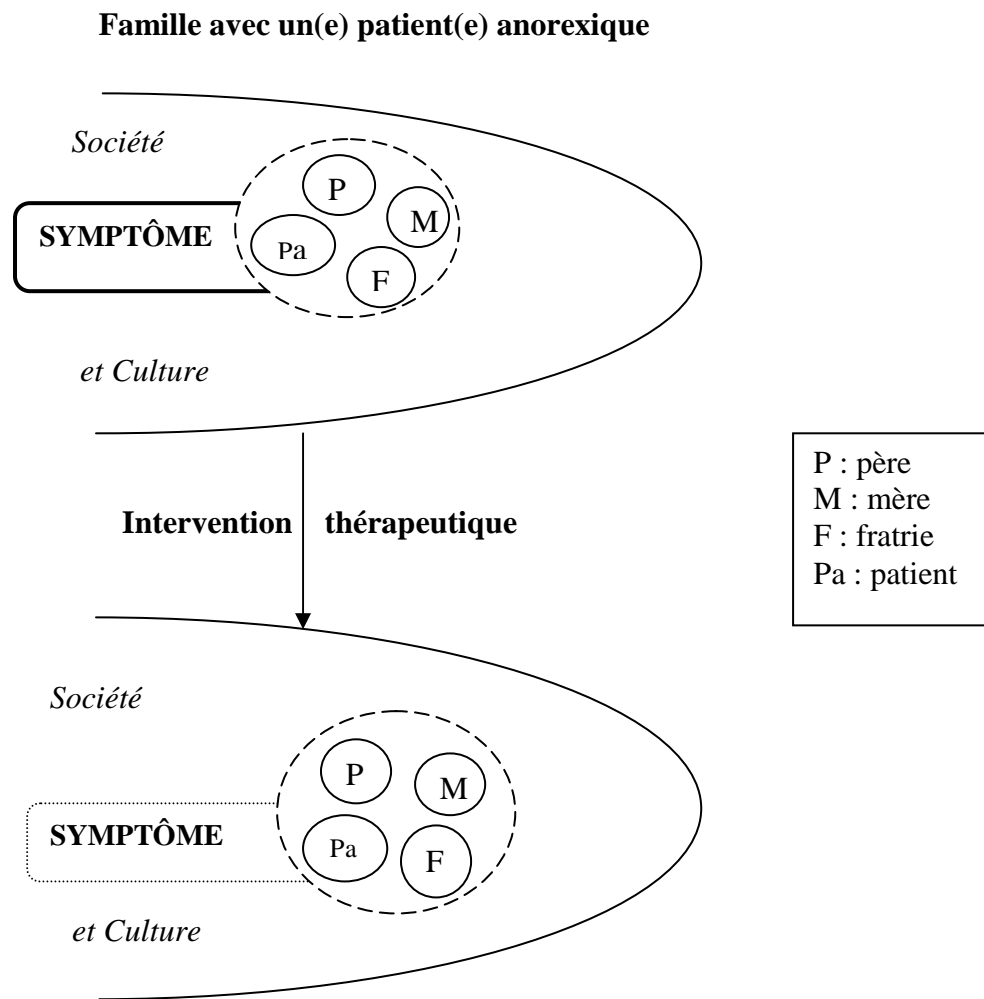 Famille avec un(e) patient(e) anorexique
Société
P
M
SYMPTÔME
Pa
F
et Culture
P : père
M : mère
F : fratrie
Pa : patient
Intervention thérapeutique
Société
P
M
SYMPTÔME
Pa
F
et Culture